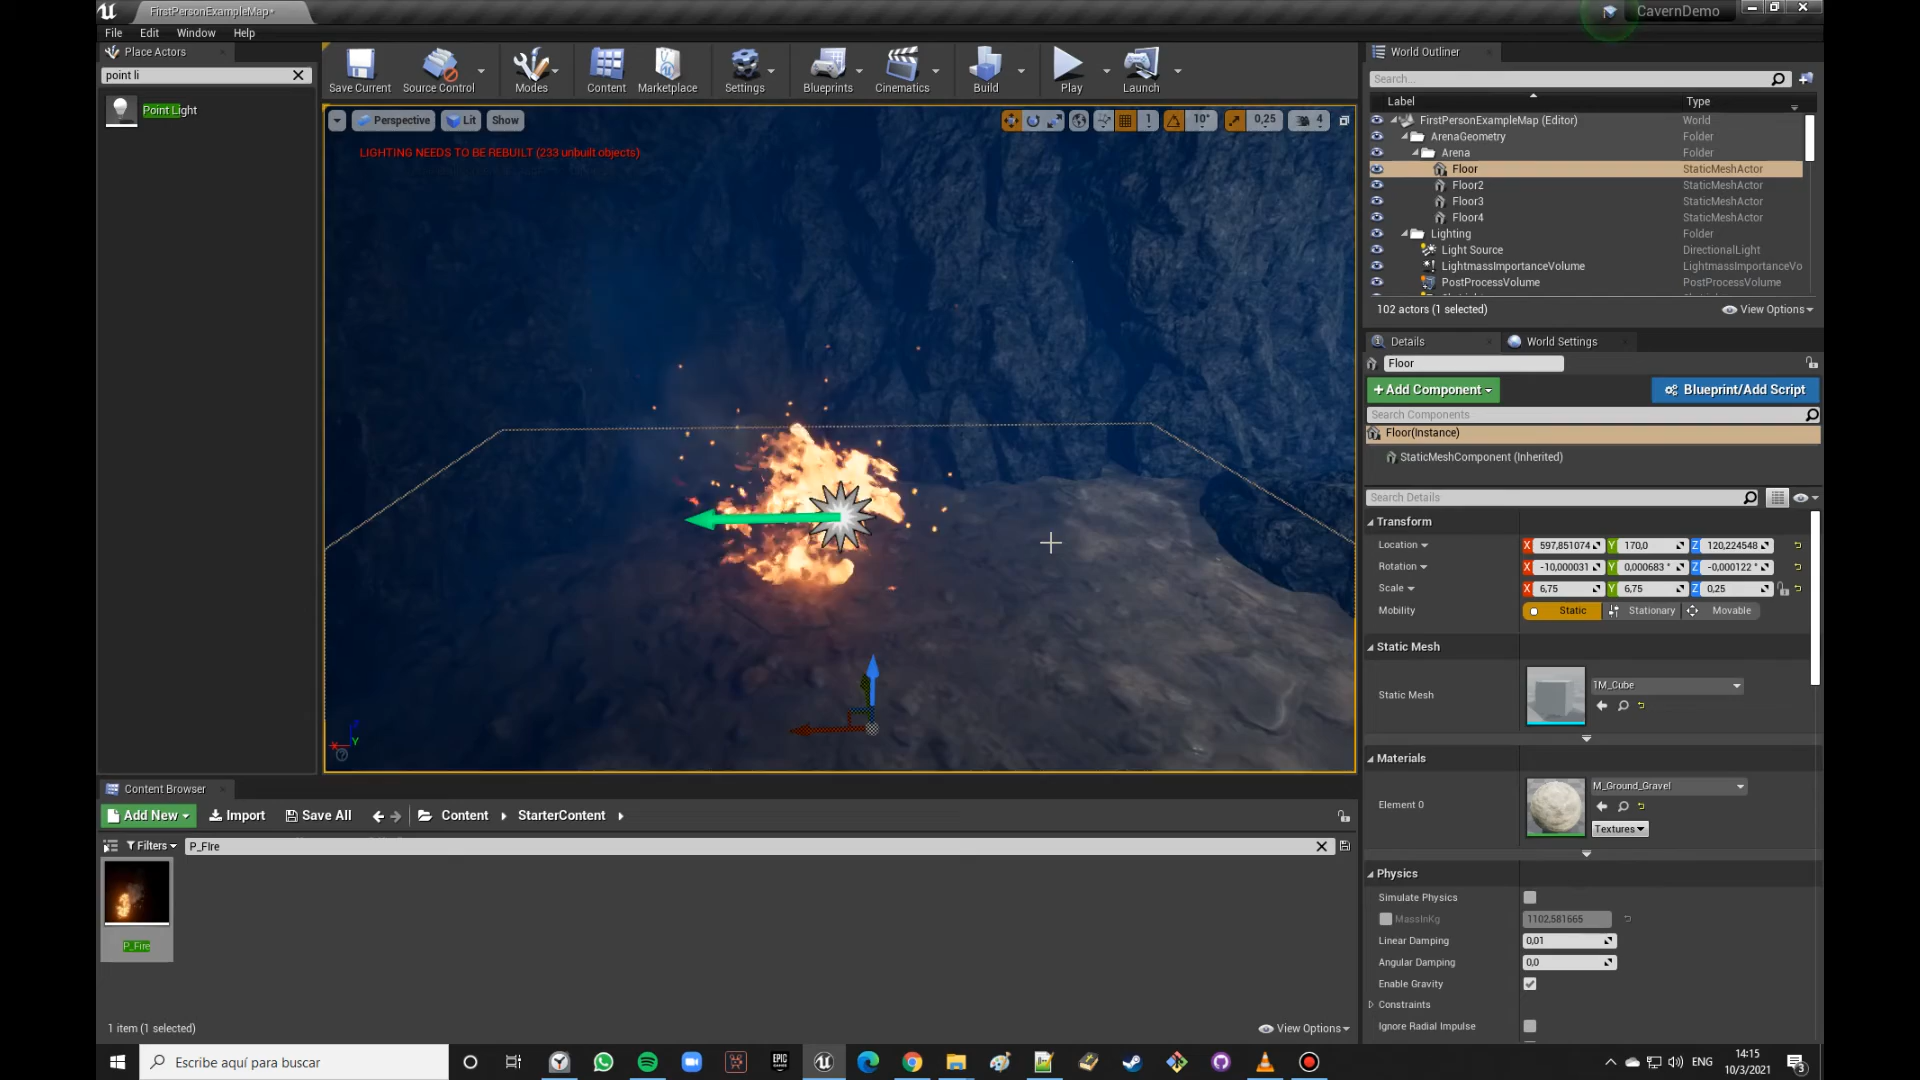 FirstPersonExampleMap*
CavernDemo
File Edit Window Help
Place Actors
point li
Point Light
Save Current
Source Control
Modes
Content
Marketplace
Settings
Blueprints
Cinematics
Build
Play
Launch
Perspective
Lit
Show
1
10°
0,25
4
LIGHTING NEEDS TO BE REBUILT (233 unbuilt objects)
World Outliner
Search...
Label Type
FirstPersonExampleMap (Editor) World
ArenaGeometry Folder
Arena Folder
Floor StaticMeshActor
Floor2 StaticMeshActor
Floor3 StaticMeshActor
Floor4 StaticMeshActor
Lighting Folder
Light Source DirectionalLight
LightmassImportanceVolume LightmassImportanceVo
PostProcessVolume PostProcessVolume
102 actors (1 selected)
View Options
Details
World Settings
Floor
+Add Component
Blueprint/Add Script
Search Components
Floor(Instance)
StaticMeshComponent (Inherited)
Search Details
Transform
Location X 597,851074 Y 170,0 Z 120,224548
Rotation X -10,000031 Y 0,000683 ° Z -0,000122 °
Scale X 6,75 Y 6,75 Z 0,25
Mobility Static Stationary Movable
Static Mesh
Static Mesh
1M_Cube
Materials
Element 0
M_Ground_Gravel
Textures
Physics
Simulate Physics
MassInKg 1102,581665
Linear Damping 0,01
Angular Damping 0,0
Enable Gravity
Constraints
Ignore Radial Impulse
X
Y
Content Browser
Add New
Import
Save All
Content
StarterContent
Filters
P_FIre
P_Fire
1 item (1 selected)
View Options
Escribe aquí para buscar
EPIC
ENG
14:15
10/3/2021
3